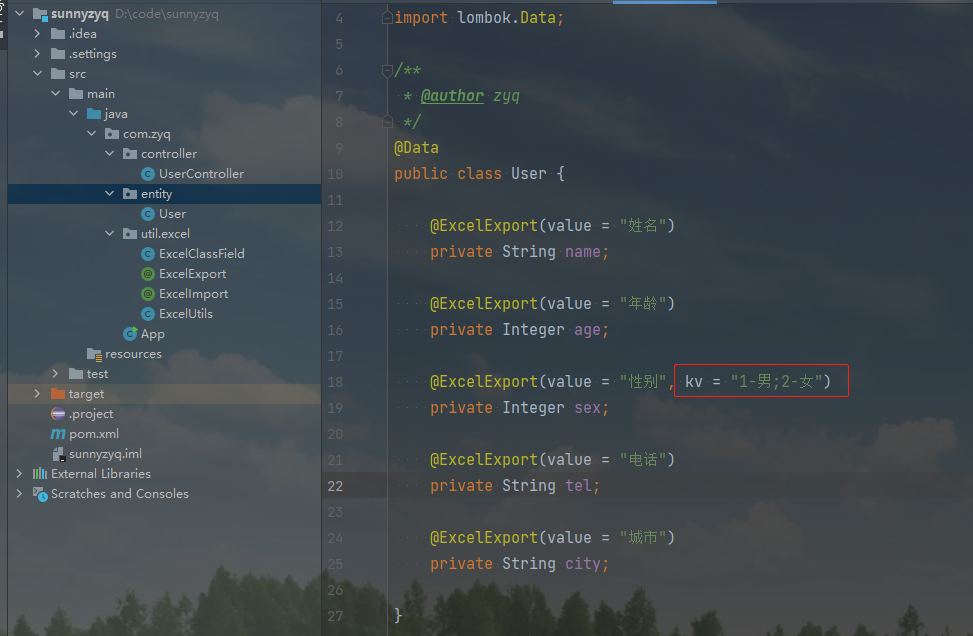 sunnyzyq D:\code\sunnyzyq
.idea
.settings
src
main
java
com.zyq
controller
UserController
entity
User
util.excel
ExcelClassField
ExcelExport
ExcelImport
ExcelUtils
App
resources
test
target
.project
pom.xml
sunnyzyq.iml
External Libraries
Scratches and Consoles
4 import lombok.Data;
5
6 /**
7 * @author zyq
8 */
9 @Data
10 public class User {
11
12 @ExcelExport(value = "姓名")
13 private String name;
14
15 @ExcelExport(value = "年龄")
16 private Integer age;
17
18 @ExcelExport(value = "性别", kv = "1-男;2-女")
19 private Integer sex;
20
21 @ExcelExport(value = "电话")
22 private String tel;
23
24 @ExcelExport(value = "城市")
25 private String city;
26
27 }